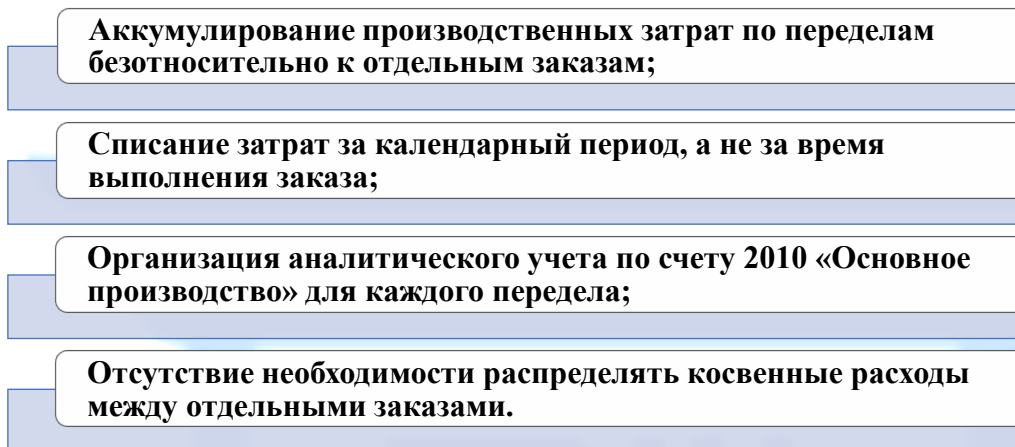 Аккумулирование производственных затрат по переделам
безотносительно к отдельным заказам;
Списание затрат за календарный период, а не за время
выполнения заказа;
Организация аналитического учета по счету 2010 «Основное
производство» для каждого передела;
Отсутствие необходимости распределять косвенные расходы
между отдельными заказами.